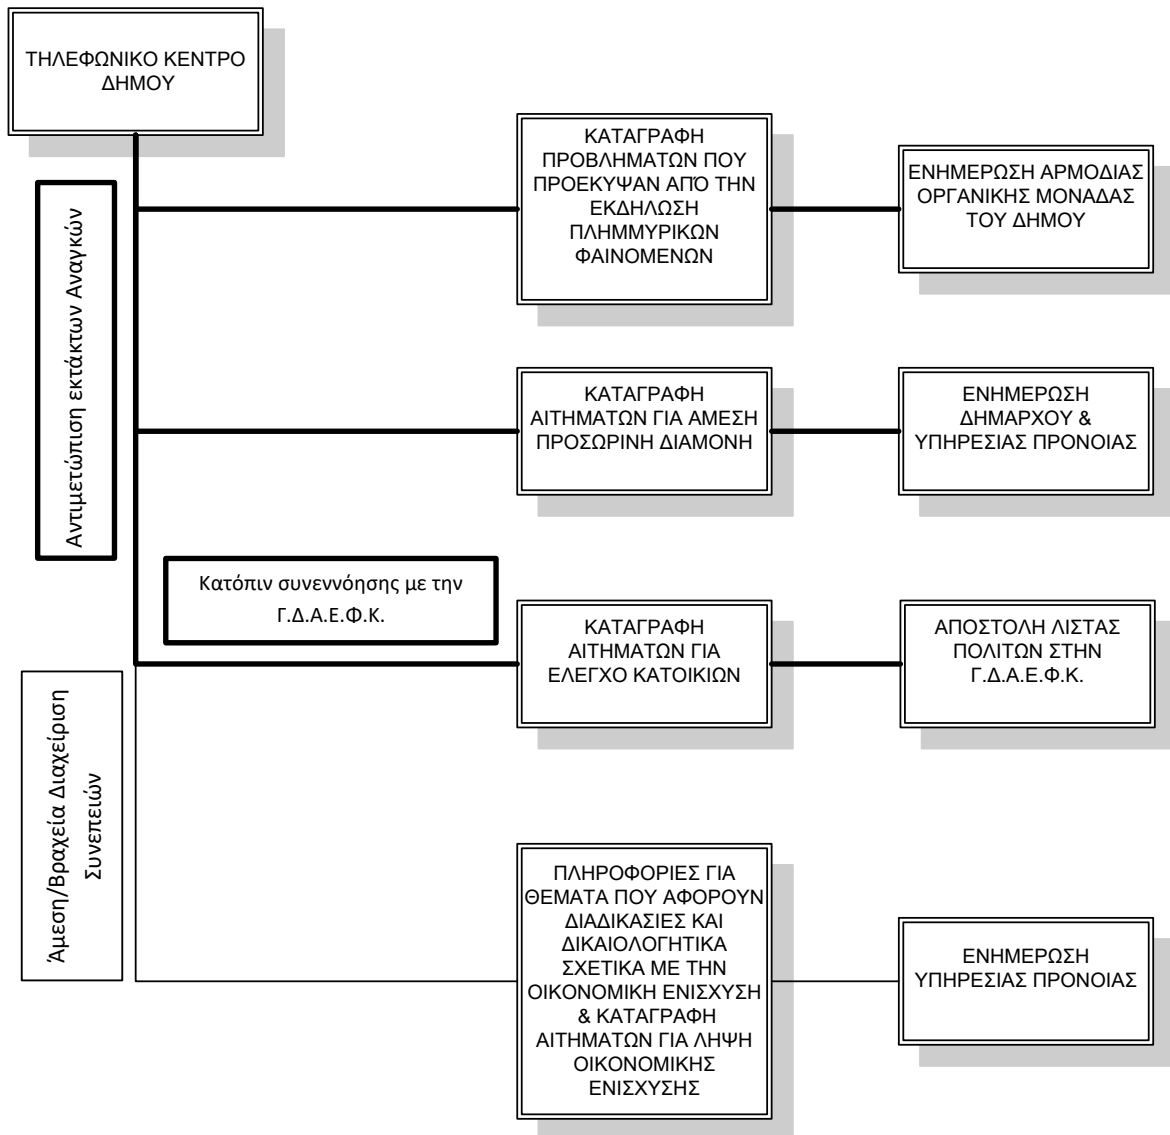 ΤΗΛΕΦΩΝΙΚΟ ΚΕΝΤΡΟ
ΔΗΜΟΥ
Αντιμετώπιση εκτάκτων Αναγκών
ΚΑΤΑΓΡΑΦΗ
ΠΡΟΒΛΗΜΑΤΩΝ ΠΟΥ
ΠΡΟΕΚΥΨΑΝ ΑΠΌ ΤΗΝ
ΕΚΔΗΛΩΣΗ
ΠΛΗΜΜΥΡΙΚΩΝ
ΦΑΙΝΟΜΕΝΩΝ
ΕΝΗΜΕΡΩΣΗ ΑΡΜΟΔΙΑΣ
ΟΡΓΑΝΙΚΗΣ ΜΟΝΑΔΑΣ
ΤΟΥ ΔΗΜΟΥ
ΚΑΤΑΓΡΑΦΗ
ΑΙΤΗΜΑΤΩΝ ΓΙΑ ΑΜΕΣΗ
ΠΡΟΣΩΡΙΝΗ ΔΙΑΜΟΝΗ
ΕΝΗΜΕΡΩΣΗ
ΔΗΜΑΡΧΟΥ &
ΥΠΗΡΕΣΙΑΣ ΠΡΟΝΟΙΑΣ
Κατόπιν συνεννόησης με την
Γ.Δ.Α.Ε.Φ.Κ.
ΚΑΤΑΓΡΑΦΗ
ΑΙΤΗΜΑΤΩΝ ΓΙΑ
ΕΛΕΓΧΟ ΚΑΤΟΙΚΙΩΝ
ΑΠΟΣΤΟΛΗ ΛΙΣΤΑΣ
ΠΟΛΙΤΩΝ ΣΤΗΝ
Γ.Δ.Α.Ε.Φ.Κ.
Άμεση/Βραχεία Διαχείριση
Συνεπειών
ΠΛΗΡΟΦΟΡΙΕΣ ΓΙΑ
ΘΕΜΑΤΑ ΠΟΥ ΑΦΟΡΟΥΝ
ΔΙΑΔΙΚΑΣΙΕΣ ΚΑΙ
ΔΙΚΑΙΟΛΟΓΗΤΙΚΑ
ΣΧΕΤΙΚΑ ΜΕ ΤΗΝ
ΟΙΚΟΝΟΜΙΚΗ ΕΝΙΣΧΥΣΗ
& ΚΑΤΑΓΡΑΦΗ
ΑΙΤΗΜΑΤΩΝ ΓΙΑ ΛΗΨΗ
ΟΙΚΟΝΟΜΙΚΗΣ
ΕΝΙΣΧΥΣΗΣ
ΕΝΗΜΕΡΩΣΗ
ΥΠΗΡΕΣΙΑΣ ΠΡΟΝΟΙΑΣ